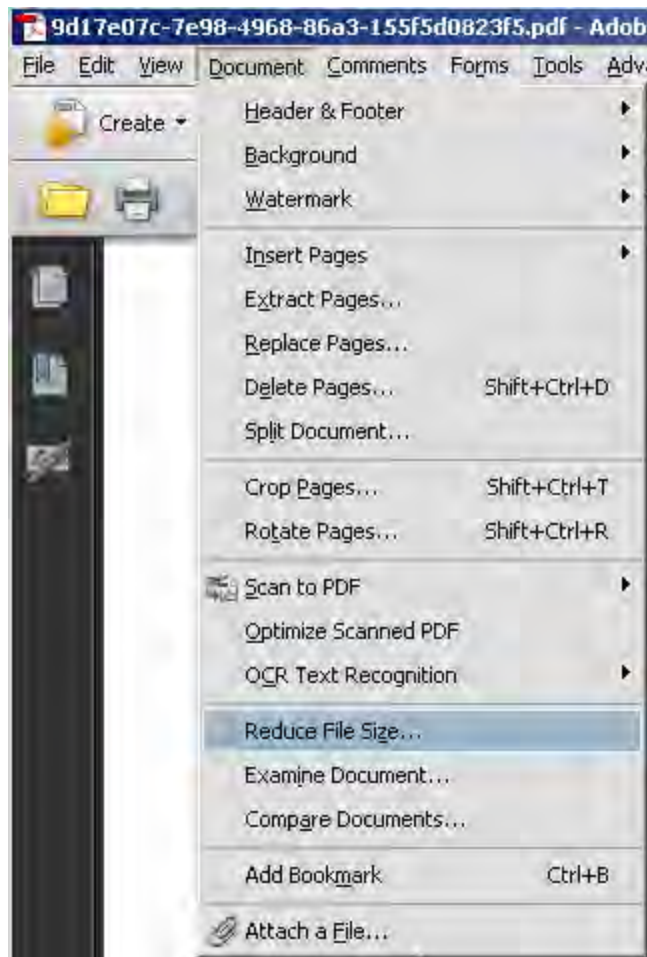 9d17e07c-7e98-4968-86a3-155f5d0823f5.pdf - Adob
File Edit View Document Comments Forms Tools Adv
Create
Header & Footer
Background
Watermark
Insert Pages
Extract Pages...
Replace Pages...
Delete Pages... Shift+Ctrl+D
Split Document...
Crop Pages... Shift+Ctrl+T
Rotate Pages... Shift+Ctrl+R
Scan to PDF
Optimize Scanned PDF
OCR Text Recognition
Reduce File Size...
Examine Document...
Compare Documents...
Add Bookmark Ctrl+B
Attach a File...